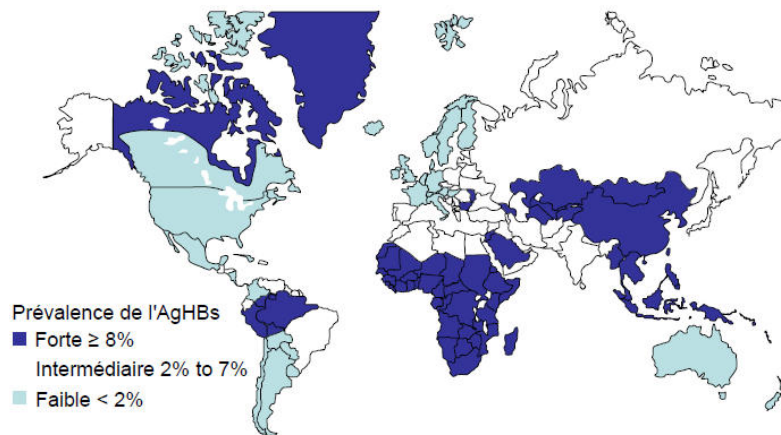 Prévalence de l'AgHBs
Forte ≥ 8%
Intermédiaire 2% to 7%
Faible < 2%